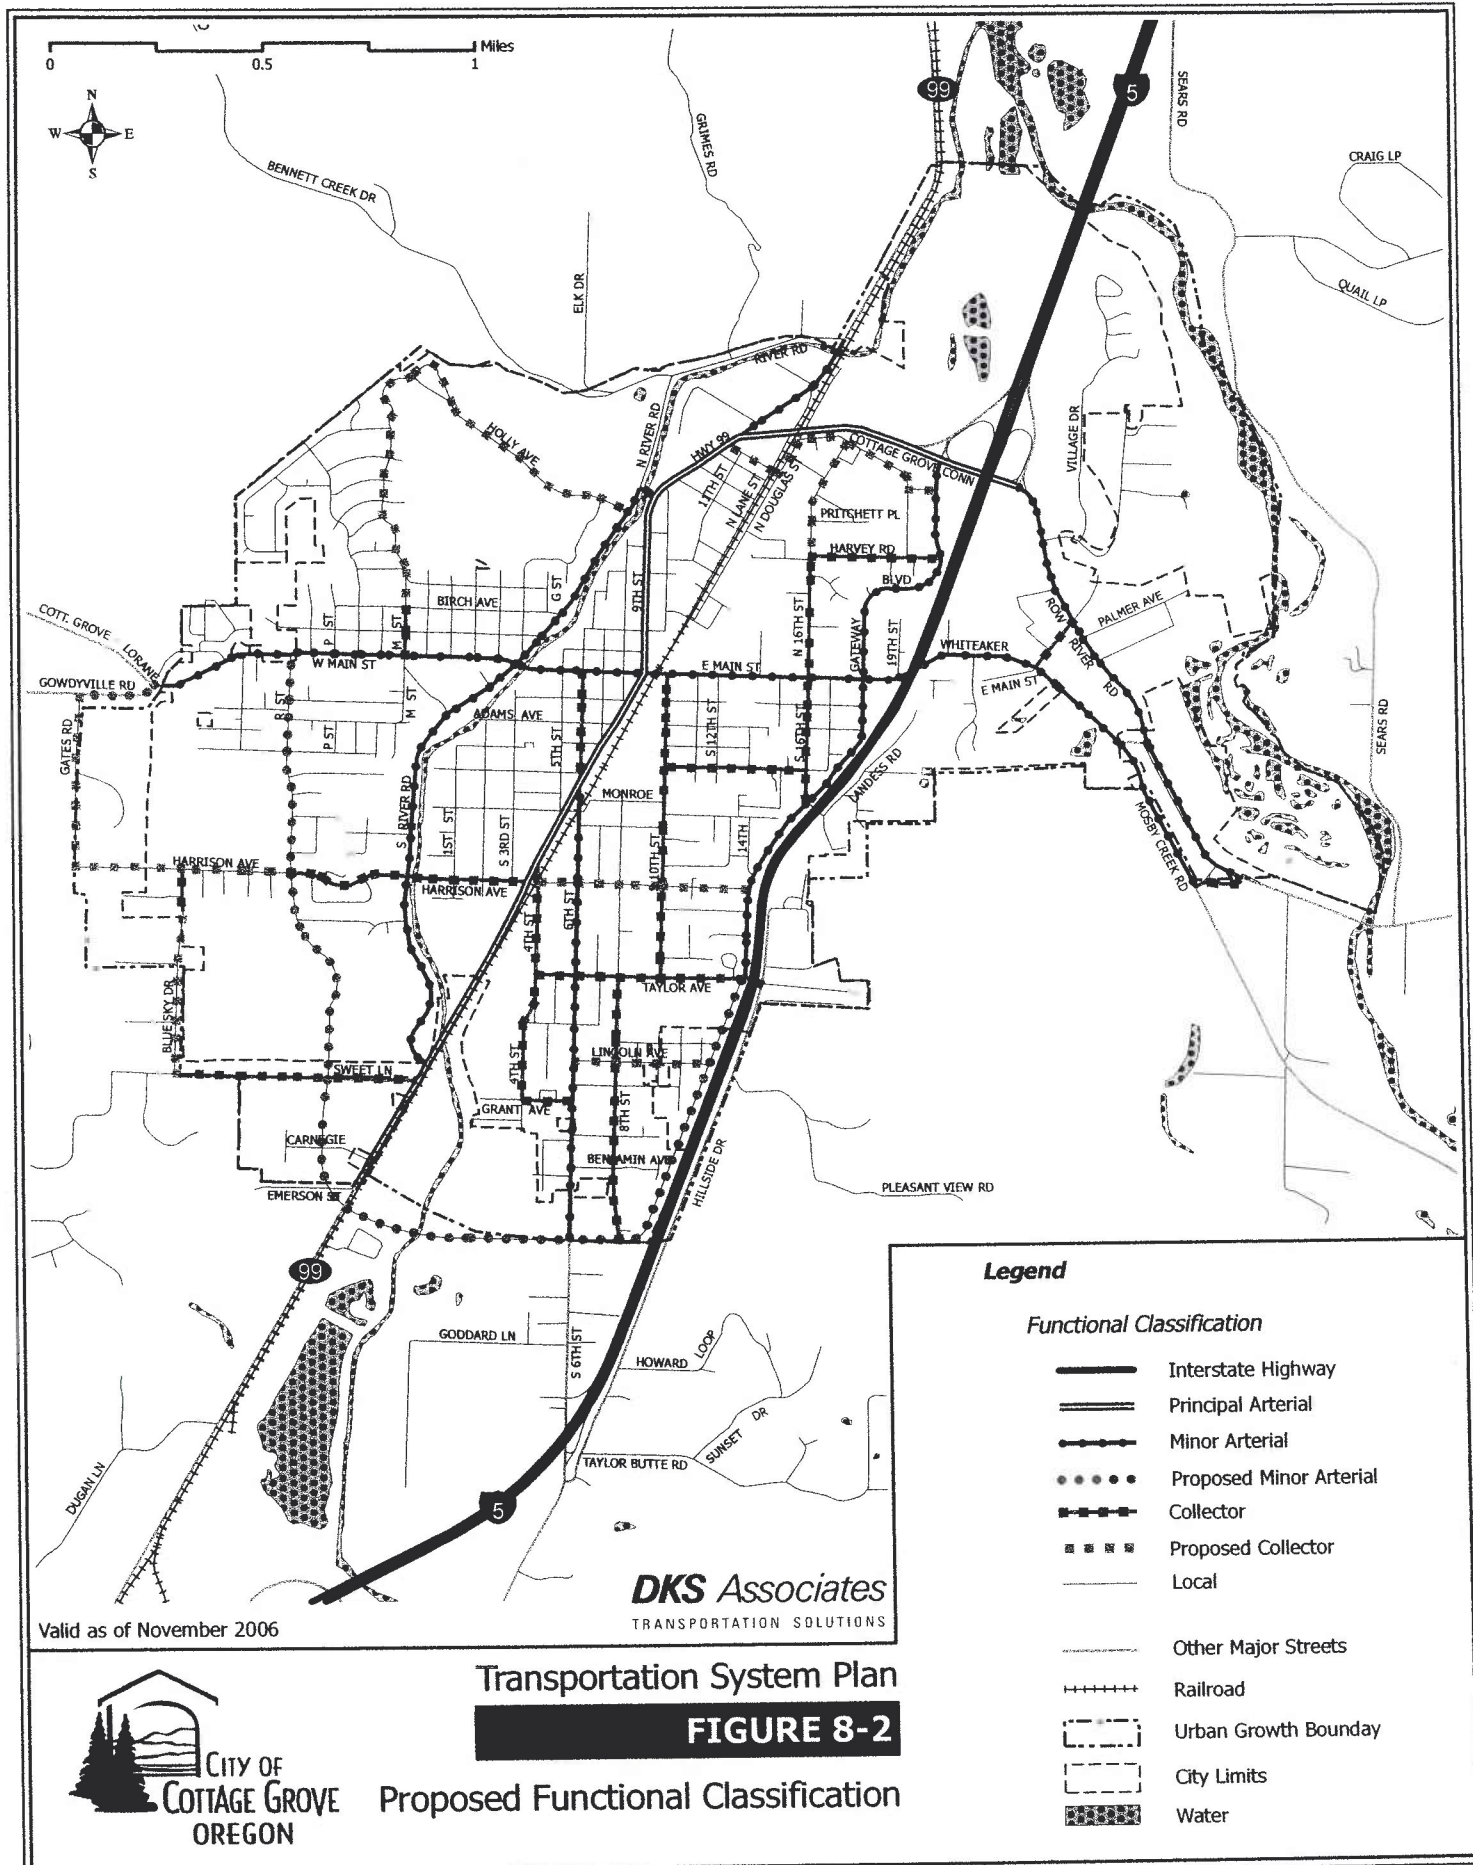 Miles
0
0.5
1
N
W
E
S
99
5
SEARS RD
GRIMES RD
CRAIG LP
BENNETT CREEK DR
QUAIL LP
ELK DR
RIVER RD
N RIVER RD
HOLLY AVE
HWY 99
COTTAGE GROVE CONN
VILLAGE DR
11TH ST
N LANE ST
N DOUGLAS ST
PRITCHETT PL
HARVEY RD
BLVD
BIRCH AVE
G ST
9TH ST
N 16TH ST
GATEWAY
19TH ST
ROW
RIVER
RD
PALMER AVE
COTT. GROVE
LORANE
P ST
M ST
W MAIN ST
E MAIN ST
WHITEAKER
E MAIN ST
GOWDYVILLE RD
R ST
M ST
ADAMS AVE
P ST
GATES RD
5TH ST
S 12TH ST
S 16TH ST
SEARS RD
LANDESS RD
MONROE
S RIVER RD
1ST ST
S 3RD ST
14TH
S 10TH ST
MOSBY CREEK RD
HARRISON AVE
HARRISON AVE
6TH ST
4TH ST
TAYLOR AVE
BLUE SKY DR
LINCOLN AVE
SWEET LN
4TH ST
8TH ST
GRANT AVE
CARNEGIE
BENJAMIN AVE
HILLSIDE DR
EMERSON ST
PLEASANT VIEW RD
99
GODDARD LN
S 6TH ST
HOWARD
LOOP
SUNSET DR
TAYLOR BUTTE RD
DUGAN LN
5
Legend
Functional Classification
Interstate Highway
Principal Arterial
Minor Arterial
Proposed Minor Arterial
Collector
Proposed Collector
Local
Other Major Streets
Railroad
Urban Growth Bounday
City Limits
Water
DKS Associates
TRANSPORTATION SOLUTIONS
Valid as of November 2006
Transportation System Plan
FIGURE 8-2
Proposed Functional Classification
CITY OF
COTTAGE GROVE
OREGON